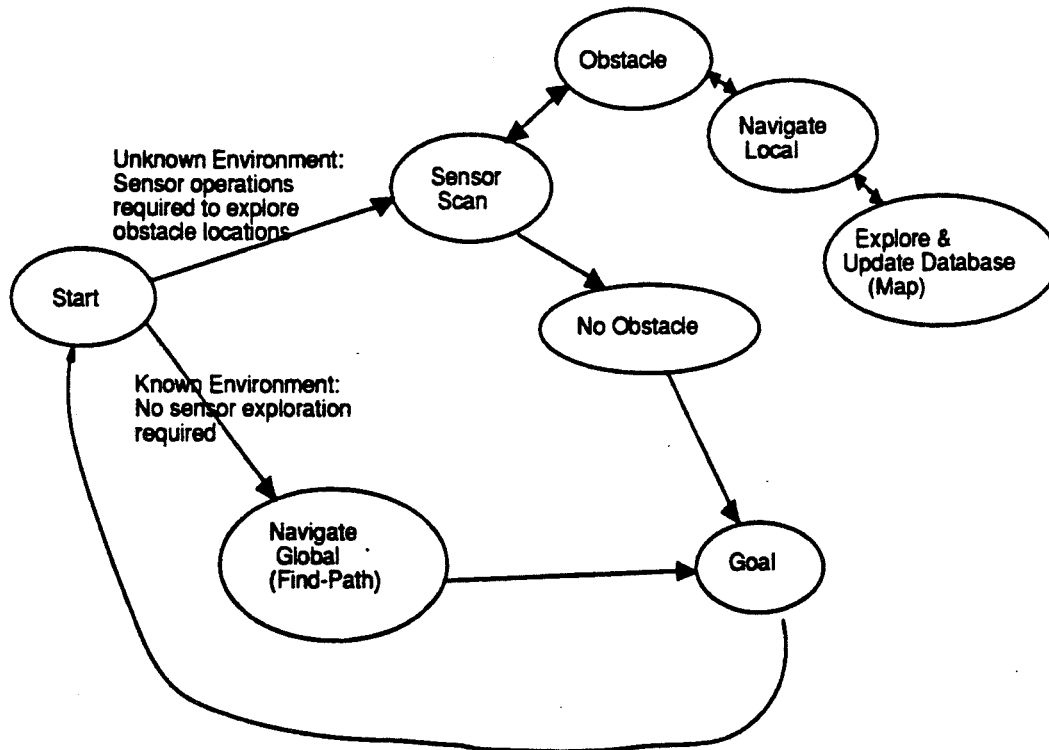 Obstacle
Navigate
Local
Unknown Environment:
Sensor operations
required to explore
obstacle locations
Sensor
Scan
Explore &
Update Database
(Map)
Start
No Obstacle
Known Environment:
No sensor exploration
required
Navigate
Global
(Find-Path)
Goal